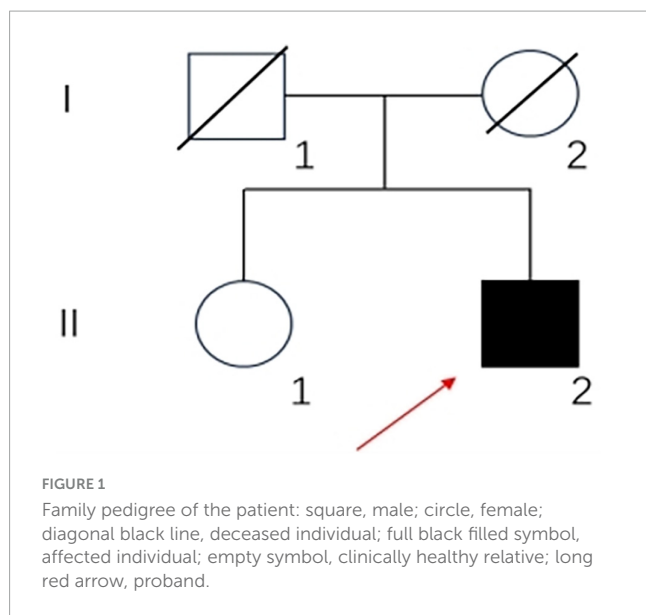 I
1
2
II
1
2
FIGURE 1
Family pedigree of the patient: square, male; circle, female;
diagonal black line, deceased individual; full black filled symbol,
affected individual; empty symbol, clinically healthy relative; long
red arrow, proband.